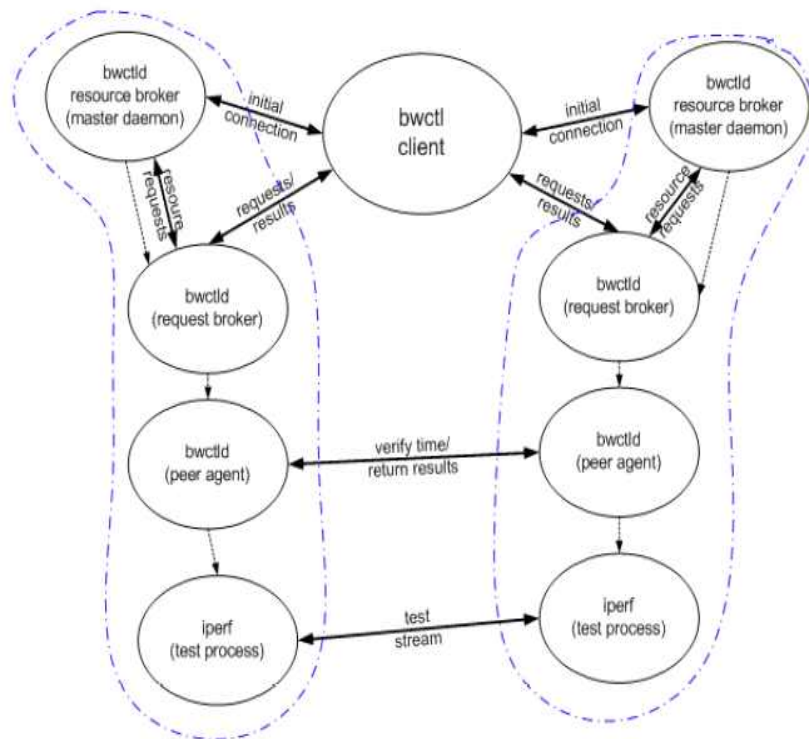 bwctld
resource broker
(master daemon)
initial
connection
bwctl
client
initial
connection
bwctld
resource broker
(master daemon)
resoure
requests
requests/
results
requests/
results
resource
requests
bwctld
(request broker)
bwctld
(request broker)
bwctld
(peer agent)
verify time/
return results
bwctld
(peer agent)
iperf
(test process)
test
stream
iperf
(test process)